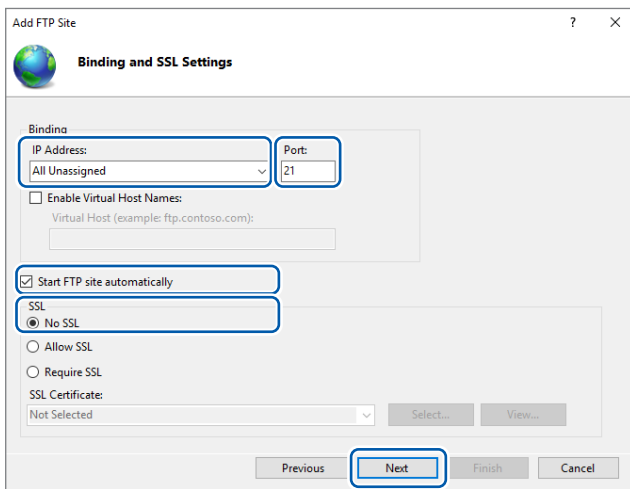 Add FTP Site
?
Binding and SSL Settings
Binding
IP Address:
Port:
All Unassigned
21
Enable Virtual Host Names:
Virtual Host (example: ftp.contoso.com):
Start FTP site automatically
SSL
No SSL
Allow SSL
Require SSL
SSL Certificate:
Not Selected
Select...
View...
Previous
Next
Finish
Cancel